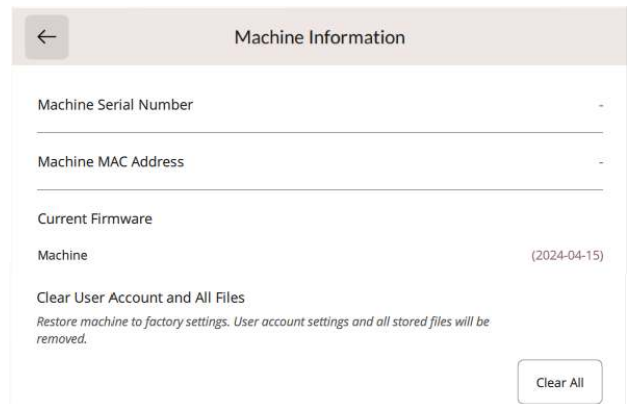 Machine Information
Machine Serial Number -
Machine MAC Address -
Current Firmware
Machine (2024-04-15)
Clear User Account and All Files
Restore machine to factory settings. User account settings and all stored files will be
removed.
Clear All